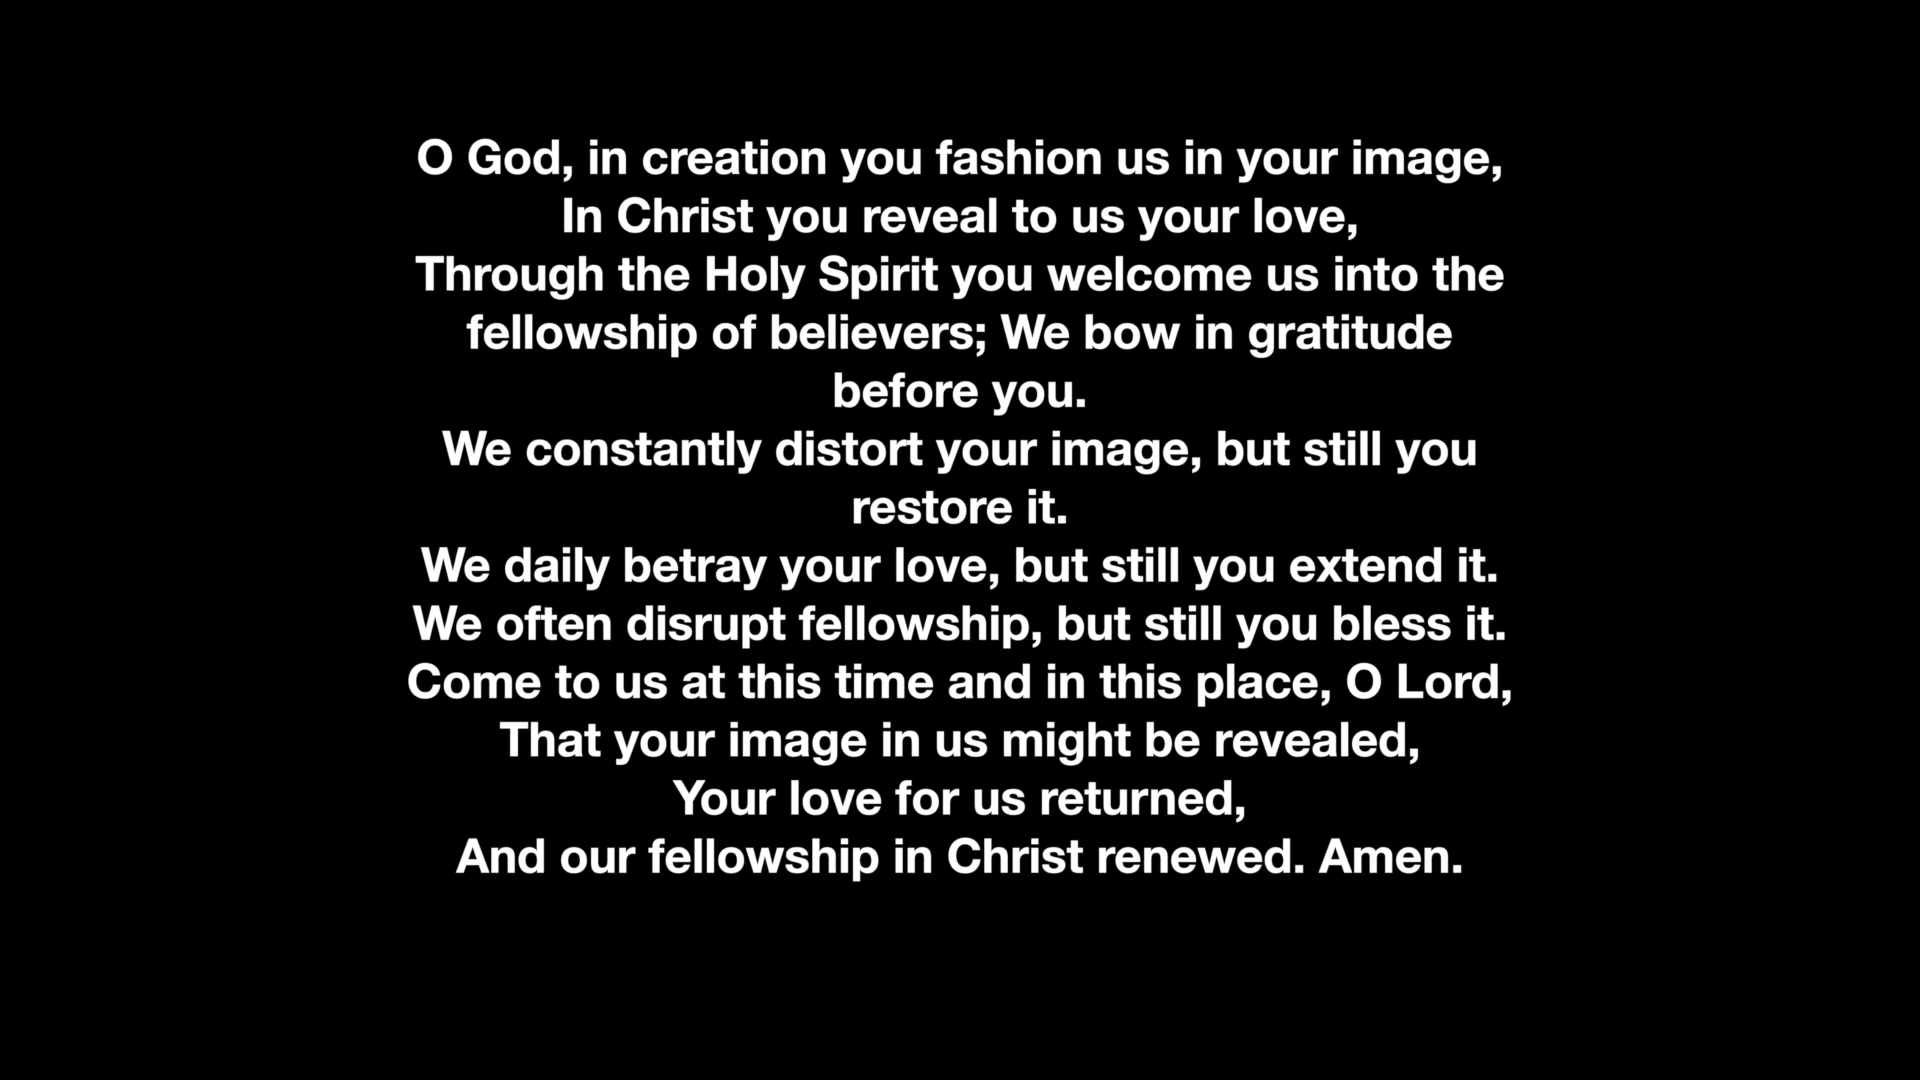 O God, in creation you fashion us in your image,
In Christ you reveal to us your love,
Through the Holy Spirit you welcome us into the
fellowship of believers; We bow in gratitude
before you.
We constantly distort your image, but still you
restore it.
We daily betray your love, but still you extend it.
We often disrupt fellowship, but still you bless it.
Come to us at this time and in this place, O Lord,
That your image in us might be revealed,
Your love for us returned,
And our fellowship in Christ renewed. Amen.